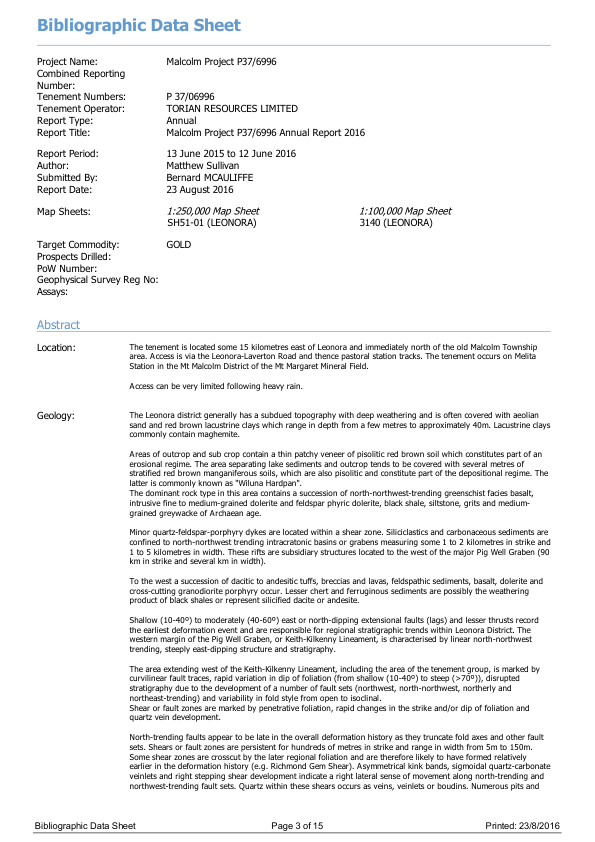 Bibliographic Data Sheet
Project Name: Malcolm Project P37/6996
Combined Reporting
Number:
Tenement Numbers: P 37/06996
Tenement Operator: TORIAN RESOURCES LIMITED
Report Type: Annual
Report Title: Malcolm Project P37/6996 Annual Report 2016
Report Period: 13 June 2015 to 12 June 2016
Author: Matthew Sullivan
Submitted By: Bernard MCAULIFFE
Report Date: 23 August 2016
Map Sheets: 1:250,000 Map Sheet 1:100,000 Map Sheet
SH51-01 (LEONORA) 3140 (LEONORA)
Target Commodity: GOLD
Prospects Drilled:
PoW Number:
Geophysical Survey Reg No:
Assays:
Abstract
Location: The tenement is located some 15 kilometres east of Leonora and immediately north of the old Malcolm Township
area. Access is via the Leonora-Laverton Road and thence pastoral station tracks. The tenement occurs on Melita
Station in the Mt Malcolm District of the Mt Margaret Mineral Field.
Access can be very limited following heavy rain.
Geology: The Leonora district generally has a subdued topography with deep weathering and is often covered with aeolian
sand and red brown lacustrine clays which range in depth from a few metres to approximately 40m. Lacustrine clays
commonly contain maghemite.
Areas of outcrop and sub crop contain a thin patchy veneer of pisolitic red brown soil which constitutes part of an
erosional regime. The area separating lake sediments and outcrop tends to be covered with several metres of
stratified red brown manganiferous soils, which are also pisolitic and constitute part of the depositional regime. The
latter is commonly known as "Wiluna Hardpan".
The dominant rock type in this area contains a succession of north-northwest-trending greenschist facies basalt,
intrusive fine to medium-grained dolerite and feldspar phyric dolerite, black shale, siltstone, grits and medium-
grained greywacke of Archaean age.
Minor quartz-feldspar-porphyry dykes are located within a shear zone. Siliciclastics and carbonaceous sediments are
confined to north-northwest trending intracratonic basins or grabens measuring some 1 to 2 kilometres in strike and
1 to 5 kilometres in width. These rifts are subsidiary structures located to the west of the major Pig Well Graben (90
km in strike and several km in width).
To the west a succession of dacitic to andesitic tuffs, breccias and lavas, feldspathic sediments, basalt, dolerite and
cross-cutting granodiorite porphyry occur. Lesser chert and ferruginous sediments are possibly the weathering
product of black shales or represent silicified dacite or andesite.
Shallow (10-40º) to moderately (40-60º) east or north-dipping extensional faults (lags) and lesser thrusts record
the earliest deformation event and are responsible for regional stratigraphic trends within Leonora District. The
western margin of the Pig Well Graben, or Keith-Kilkenny Lineament, is characterised by linear north-northwest
trending, steeply east-dipping structure and stratigraphy.
The area extending west of the Keith-Kilkenny Lineament, including the area of the tenement group, is marked by
curvilinear fault traces, rapid variation in dip of foliation (from shallow (10-40º) to steep (>70º)), disrupted
stratigraphy due to the development of a number of fault sets (northwest, north-northwest, northerly and
northeast-trending) and variability in fold style from open to isoclinal.
Shear or fault zones are marked by penetrative foliation, rapid changes in the strike and/or dip of foliation and
quartz vein development.
North-trending faults appear to be late in the overall deformation history as they truncate fold axes and other fault
sets. Shears or fault zones are persistent for hundreds of metres in strike and range in width from 5m to 150m.
Some shear zones are crosscut by the later regional foliation and are therefore likely to have formed relatively
earlier in the deformation history (e.g. Richmond Gem Shear). Asymmetrical kink bands, sigmoidal quartz-carbonate
veinlets and right stepping shear development indicate a right lateral sense of movement along north-trending and
northwest-trending fault sets. Quartz within these shears occurs as veins, veinlets or boudins. Numerous pits and
Bibliographic Data Sheet Page 3 of 15 Printed: 23/8/2016